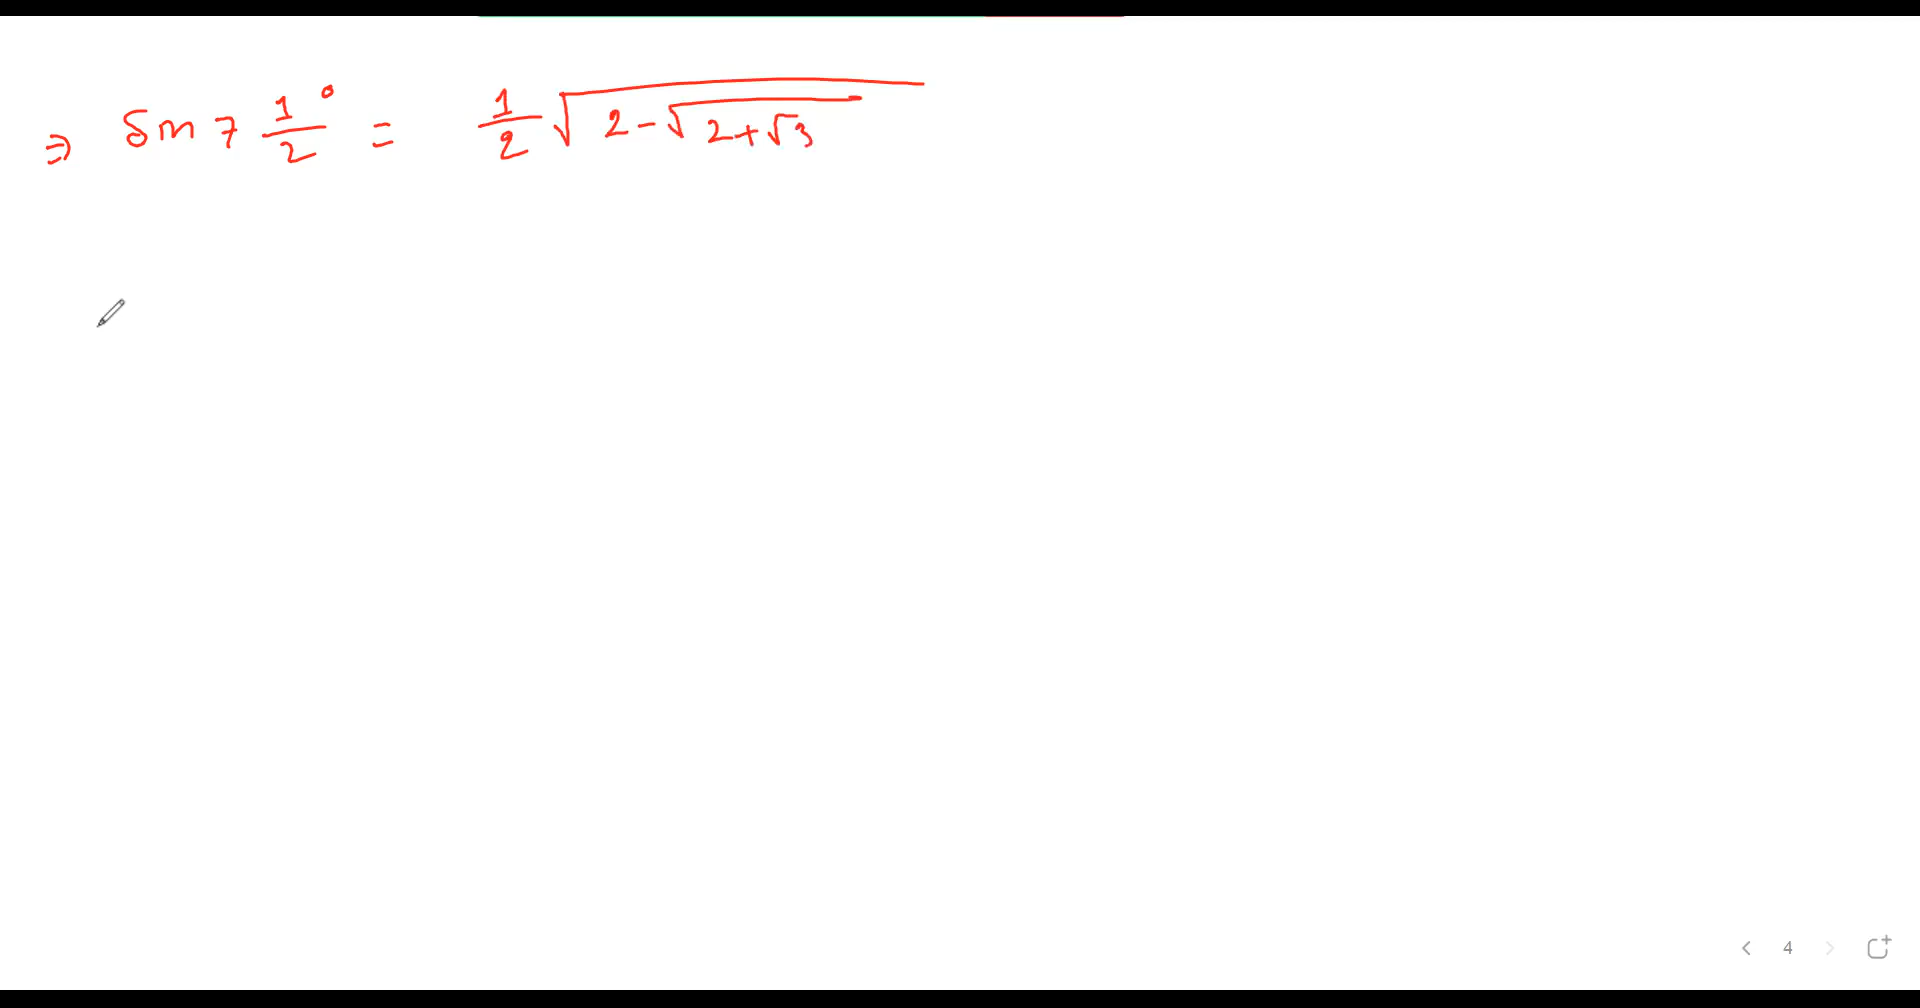 ⇒ sin 7 1/2° = 1/2 √(2-√(2+√3))
4